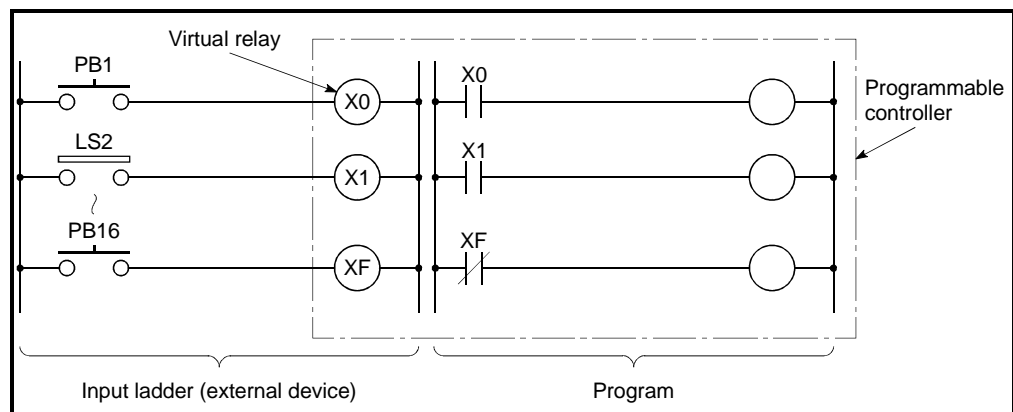 Virtual relay
PB1
X0
X0
Programmable
controller
LS2
X1
X1
PB16
XF
XF
Input ladder (external device)
Program